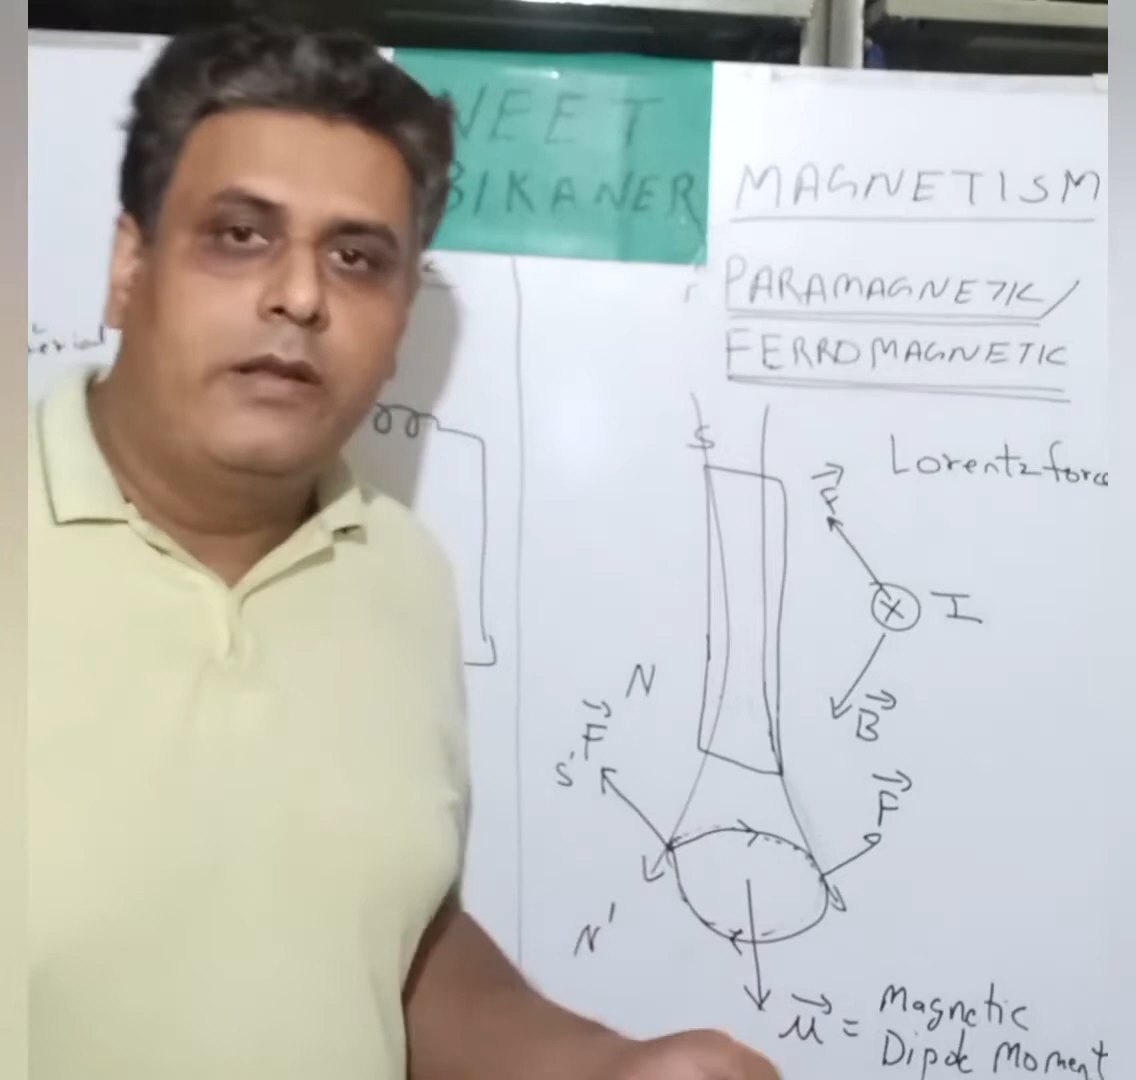 NEET
BIKANER
MAGNETISM
PARAMAGNETIC/
FERROMAGNETIC
S
F
Lorentz force
I
N
F
B
S'
F
N'
μ = Magnetic
Dipole Moment